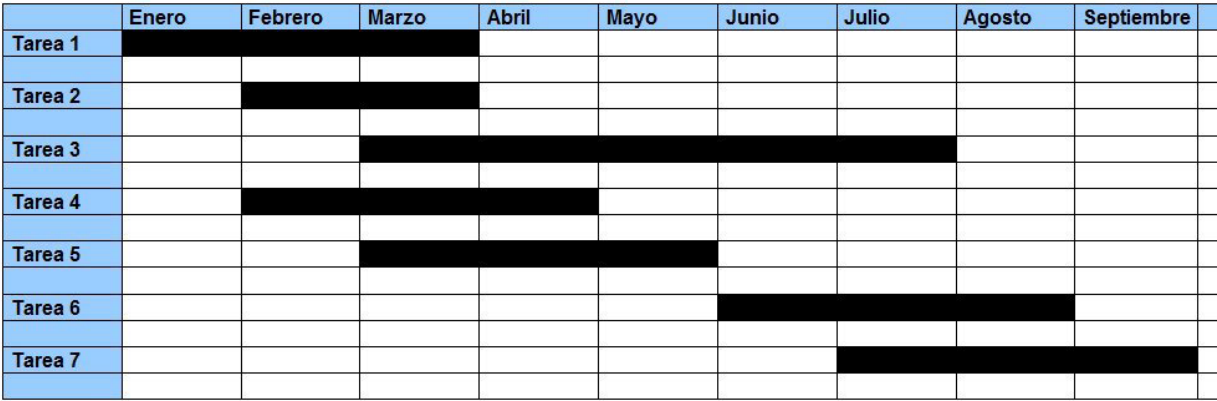 Enero Febrero Marzo Abril Mayo Junio Julio Agosto Septiembre
Tarea 1
Tarea 2
Tarea 3
Tarea 4
Tarea 5
Tarea 6
Tarea 7